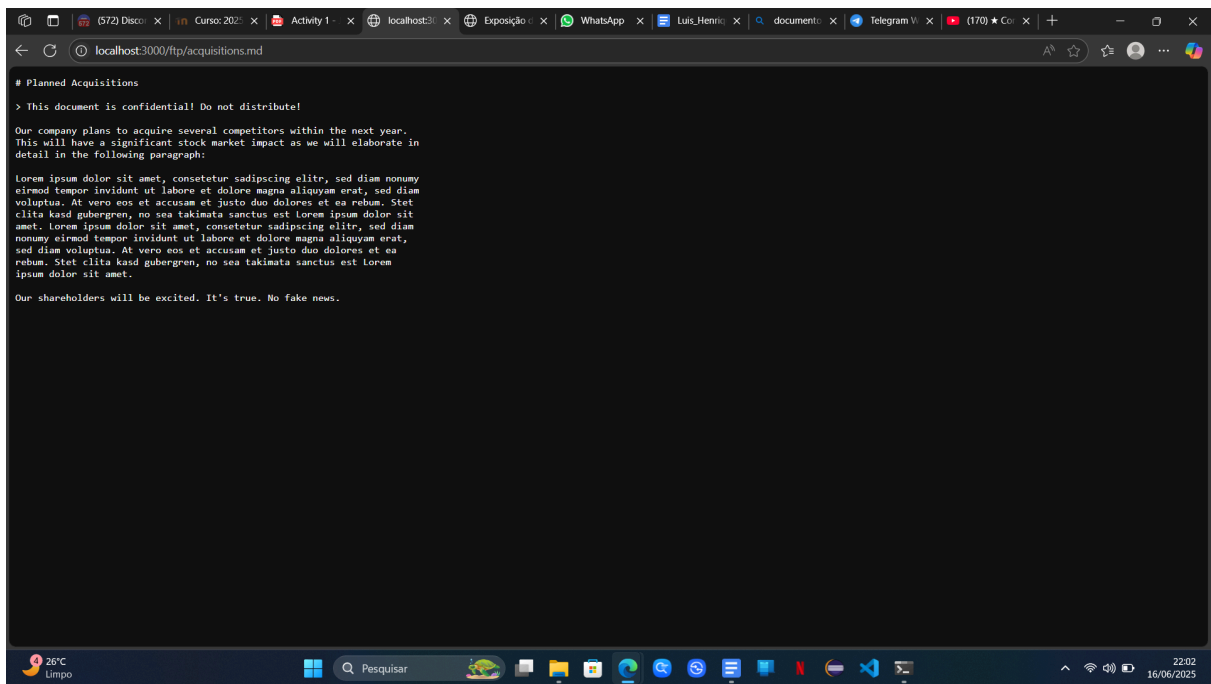 (572) Discor
Curso: 2025
Activity 1 -
localhost:30
Exposição d
WhatsApp
Luis_Henriq
documento
Telegram W
(170) ★ Cor
localhost:3000/ftp/acquisitions.md
# Planned Acquisitions
> This document is confidential! Do not distribute!
Our company plans to acquire several competitors within the next year.
This will have a significant stock market impact as we will elaborate in
detail in the following paragraph:
Lorem ipsum dolor sit amet, consetetur sadipscing elitr, sed diam nonumy
eirmod tempor invidunt ut labore et dolore magna aliquyam erat, sed diam
voluptua. At vero eos et accusam et justo duo dolores et ea rebum. Stet
clita kasd gubergren, no sea takimata sanctus est Lorem ipsum dolor sit
amet. Lorem ipsum dolor sit amet, consetetur sadipscing elitr, sed diam
nonumy eirmod tempor invidunt ut labore et dolore magna aliquyam erat,
sed diam voluptua. At vero eos et accusam et justo duo dolores et ea
rebum. Stet clita kasd gubergren, no sea takimata sanctus est Lorem
ipsum dolor sit amet.
Our shareholders will be excited. It's true. No fake news.
4
26°C
Limpo
Pesquisar
22:02
16/06/2025